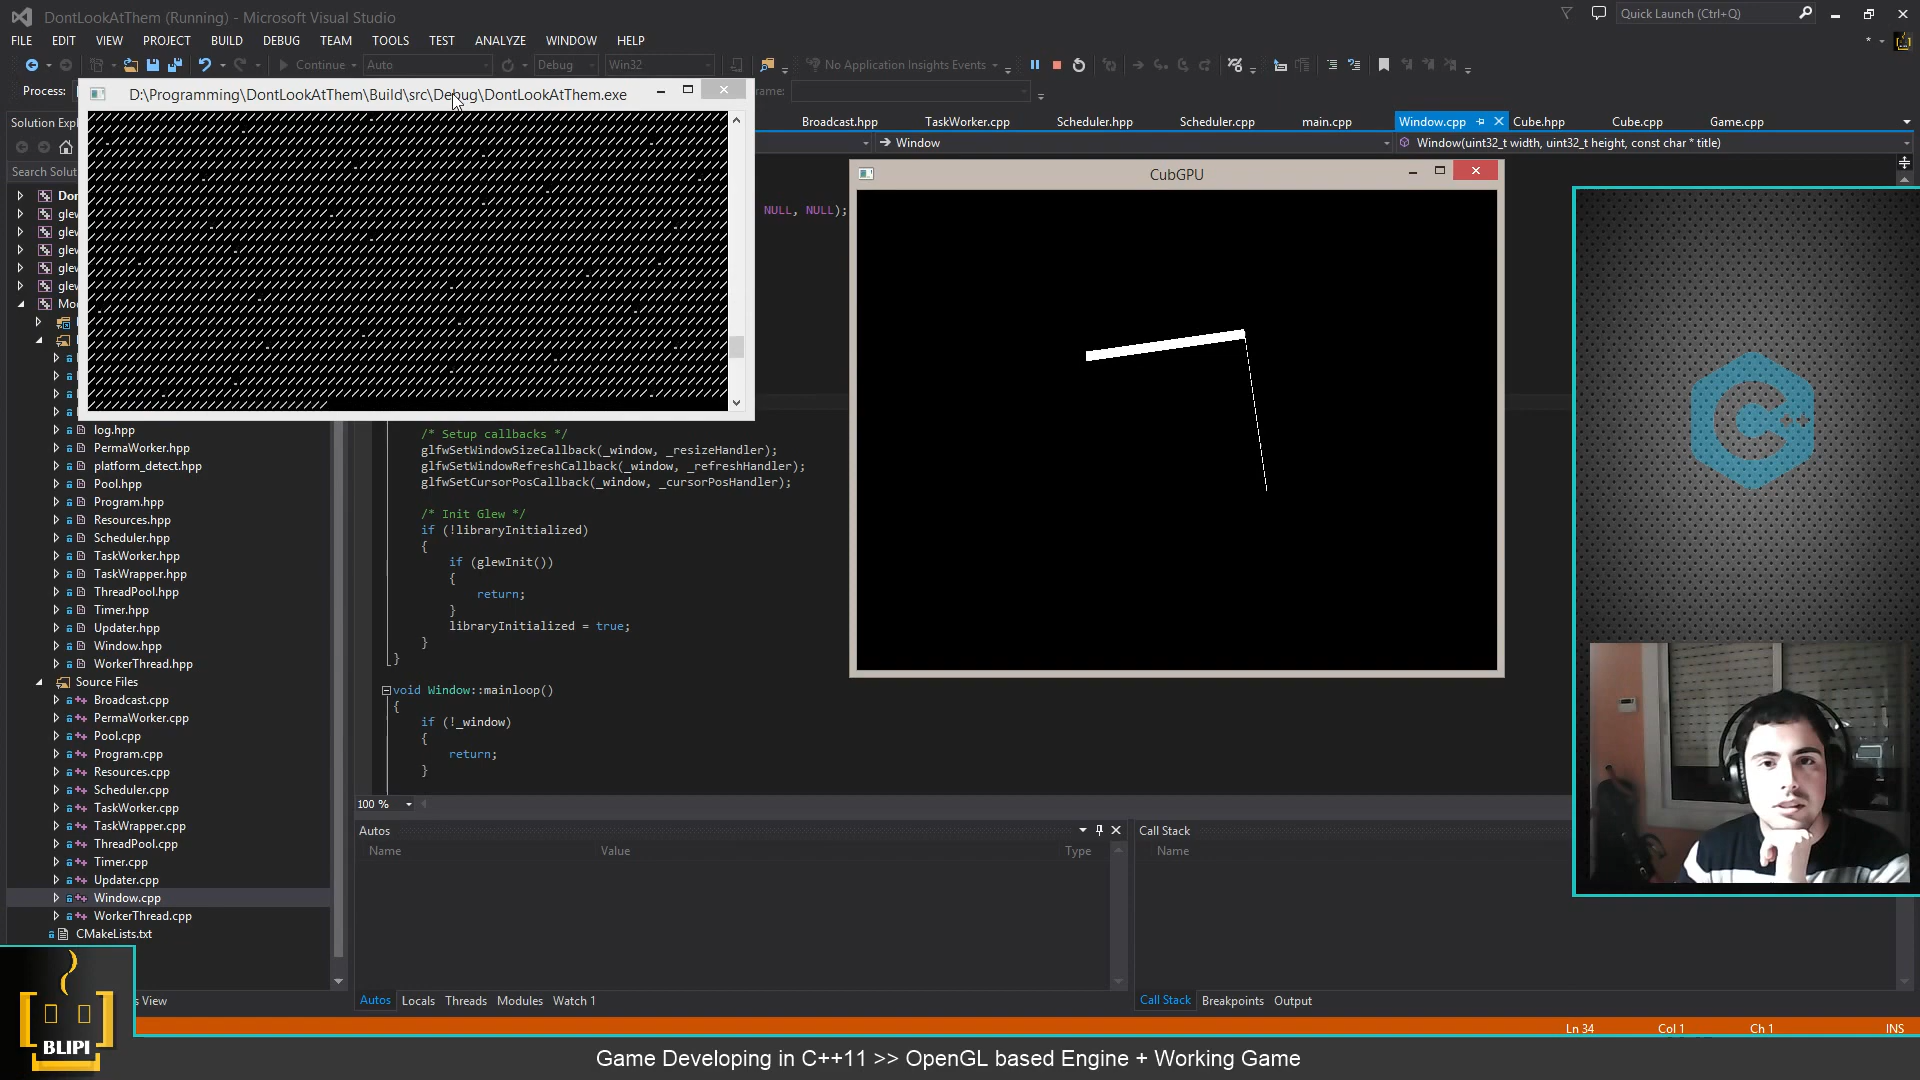 DontLookAtThem (Running) - Microsoft Visual Studio
Quick Launch (Ctrl+Q)
FILE EDIT VIEW PROJECT BUILD DEBUG TEAM TOOLS TEST ANALYZE WINDOW HELP
Continue Auto Debug Win32 No Application Insights Events
Process: rame:
D:\Programming\DontLookAtThem\Build\src\Debug\DontLookAtThem.exe
Solution Expl
Search Solut
Broadcast.hpp TaskWorker.cpp Scheduler.hpp Scheduler.cpp main.cpp Window.cpp Cube.hpp Cube.cpp Game.cpp
Window Window(uint32_t width, uint32_t height, const char * title)
CubGPU
NULL, NULL);
Don
glew
glew
glew
glew
glew
Mo
log.hpp
PermaWorker.hpp
platform_detect.hpp
Pool.hpp
Program.hpp
Resources.hpp
Scheduler.hpp
TaskWorker.hpp
TaskWrapper.hpp
ThreadPool.hpp
Timer.hpp
Updater.hpp
Window.hpp
WorkerThread.hpp
Source Files
Broadcast.cpp
PermaWorker.cpp
Pool.cpp
Program.cpp
Resources.cpp
Scheduler.cpp
TaskWorker.cpp
TaskWrapper.cpp
ThreadPool.cpp
Timer.cpp
Updater.cpp
Window.cpp
WorkerThread.cpp
CMakeLists.txt
s View
/* Setup callbacks */
glfwSetWindowSizeCallback(_window, _resizeHandler);
glfwSetWindowRefreshCallback(_window, _refreshHandler);
glfwSetCursorPosCallback(_window, _cursorPosHandler);
/* Init Glew */
if (!libraryInitialized)
{
if (glewInit())
{
return;
}
libraryInitialized = true;
}
}
void Window::mainloop()
{
if (!_window)
{
return;
}
100 %
Autos
Name Value Type
Call Stack
Name
Autos Locals Threads Modules Watch 1
Call Stack Breakpoints Output
Ln 34 Col 1 Ch 1 INS
C++
BLIPI
Game Developing in C++11 >> OpenGL based Engine + Working Game